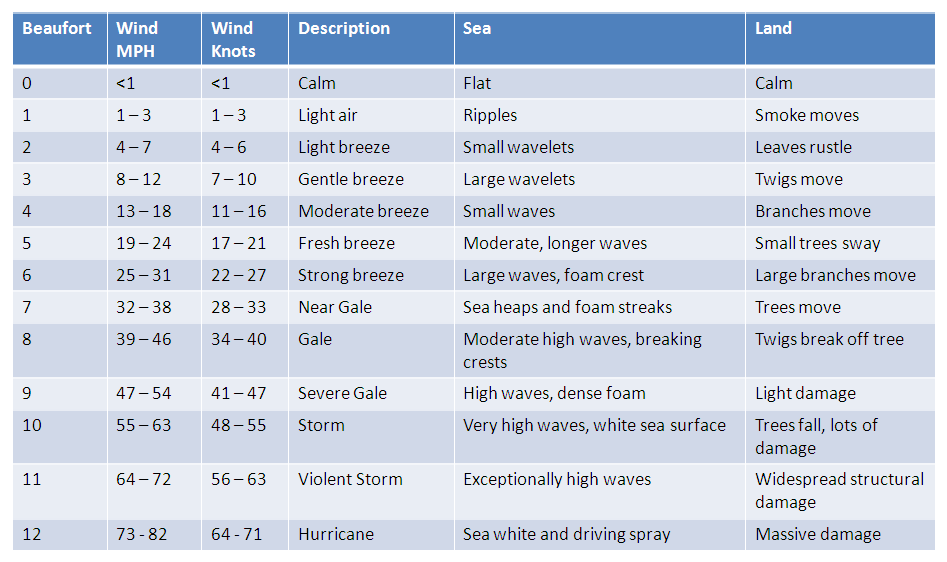 Beaufort Wind MPH Wind Knots Description Sea Land
0 <1 <1 Calm Flat Calm
1 1 – 3 1 – 3 Light air Ripples Smoke moves
2 4 – 7 4 – 6 Light breeze Small wavelets Leaves rustle
3 8 – 12 7 – 10 Gentle breeze Large wavelets Twigs move
4 13 – 18 11 – 16 Moderate breeze Small waves Branches move
5 19 – 24 17 – 21 Fresh breeze Moderate, longer waves Small trees sway
6 25 – 31 22 – 27 Strong breeze Large waves, foam crest Large branches move
7 32 – 38 28 – 33 Near Gale Sea heaps and foam streaks Trees move
8 39 – 46 34 – 40 Gale Moderate high waves, breaking crests Twigs break off tree
9 47 – 54 41 – 47 Severe Gale High waves, dense foam Light damage
10 55 – 63 48 – 55 Storm Very high waves, white sea surface Trees fall, lots of damage
11 64 – 72 56 – 63 Violent Storm Exceptionally high waves Widespread structural damage
12 73 - 82 64 - 71 Hurricane Sea white and driving spray Massive damage